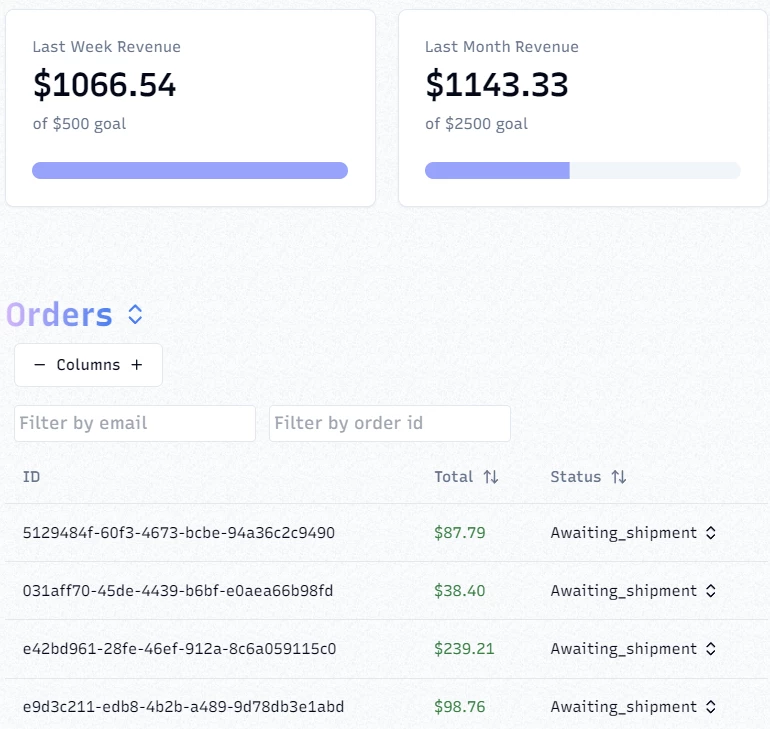 Last Week Revenue
$1066.54
of $500 goal
Last Month Revenue
$1143.33
of $2500 goal
Orders
− Columns +
Filter by email
Filter by order id
ID Total Status
5129484f-60f3-4673-bcbe-94a36c2c9490 $87.79 Awaiting_shipment
031aff70-45de-4439-b6bf-e0aea66b98fd $38.40 Awaiting_shipment
e42bd961-28fe-46ef-912a-8c6a059115c0 $239.21 Awaiting_shipment
e9d3c211-edb8-4b2b-a489-9d78db3e1abd $98.76 Awaiting_shipment